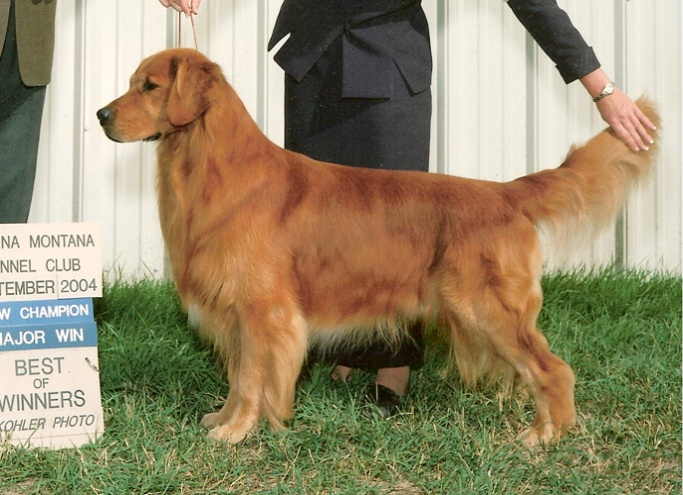 NA MONTANA
NNEL CLUB
TEMBER 2004
W CHAMPION
MAJOR WIN
BEST
OF
WINNERS
KOHLER PHOTO